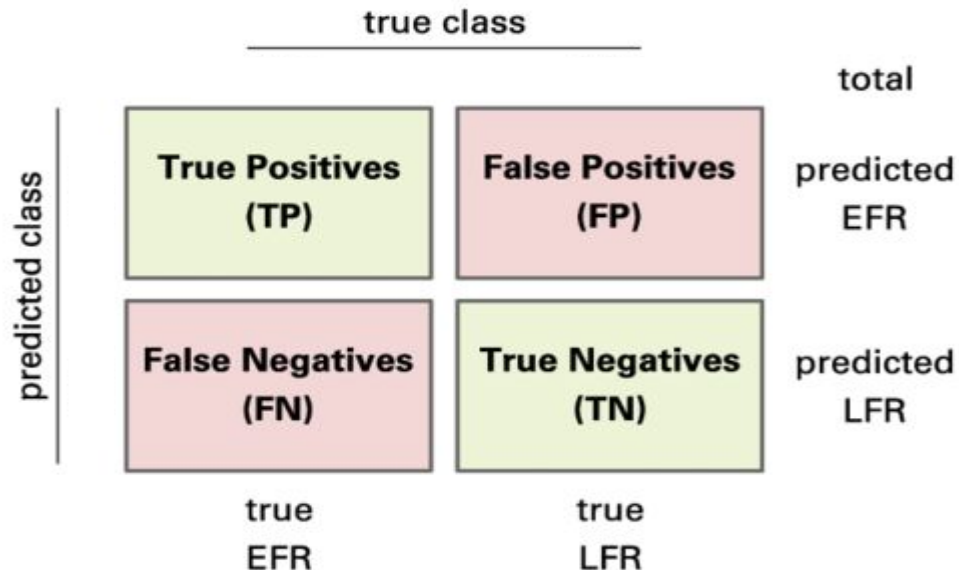 true class
total
predicted class
True Positives
(TP)
False Positives
(FP)
predicted
EFR
False Negatives
(FN)
True Negatives
(TN)
predicted
LFR
true
EFR
true
LFR